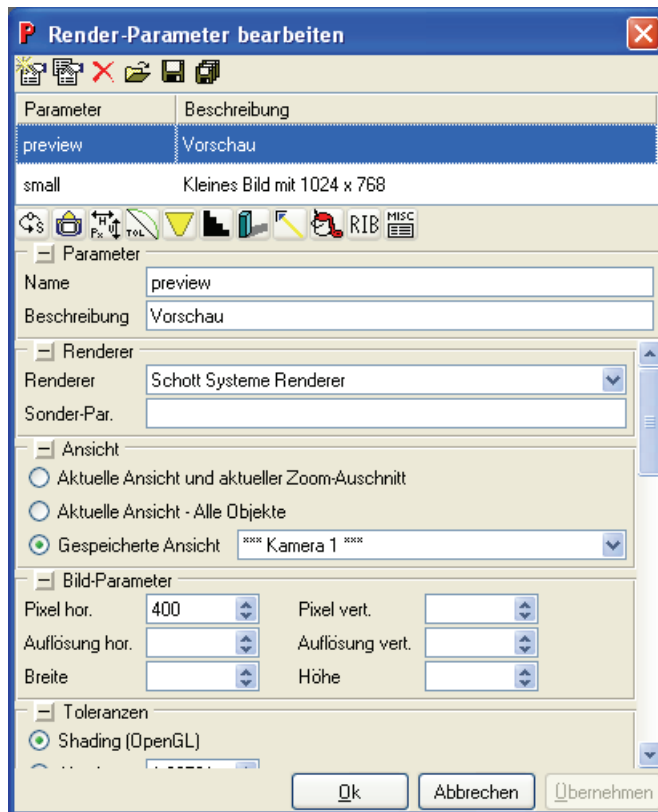 Render-Parameter bearbeiten
Parameter Beschreibung
preview Vorschau
small Kleines Bild mit 1024 x 768
S Px H TOL RIB MISC
Parameter
Name preview
Beschreibung Vorschau
Renderer
Renderer Schott Systeme Renderer
Sonder-Par.
Ansicht
Aktuelle Ansicht und aktueller Zoom-Auschnitt
Aktuelle Ansicht - Alle Objekte
Gespeicherte Ansicht *** Kamera 1 ***
Bild-Parameter
Pixel hor. 400 Pixel vert.
Auflösung hor. Auflösung vert.
Breite Höhe
Toleranzen
Shading (OpenGL)
Ok Abbrechen Übernehmen